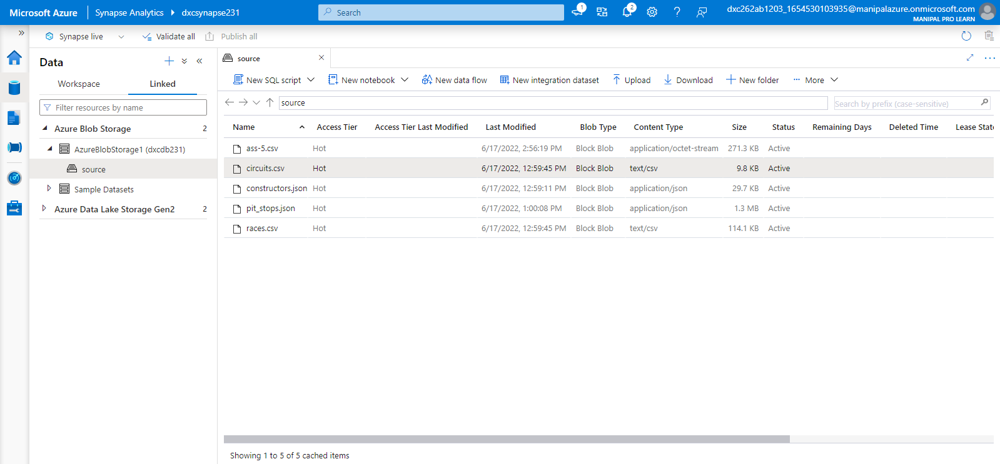 Microsoft Azure Synapse Analytics dxcsynapse231 Search 1 2 dxc262ab1203_1654530103935@manipalazure.onmicrosoft.com
MANIPAL PRO LEARN
Synapse live Validate all Publish all
Data
source
Workspace Linked
New SQL script New notebook New data flow New integration dataset Upload Download New folder ··· More
Filter resources by name
source
Search by prefix (case-sensitive)
Azure Blob Storage 2
AzureBlobStorage1 (dxcdb231)
source
Sample Datasets
Azure Data Lake Storage Gen2 2
Name Access Tier Access Tier Last Modified Last Modified Blob Type Content Type Size Status Remaining Days Deleted Time Lease State
ass-5.csv Hot 6/17/2022, 2:56:19 PM Block Blob application/octet-stream 271.3 KB Active
circuits.csv Hot 6/17/2022, 12:59:45 PM Block Blob text/csv 9.8 KB Active
constructors.json Hot 6/17/2022, 12:59:11 PM Block Blob application/json 29.7 KB Active
pit_stops.json Hot 6/17/2022, 1:00:08 PM Block Blob application/json 1.3 MB Active
races.csv Hot 6/17/2022, 12:59:45 PM Block Blob text/csv 114.1 KB Active
Showing 1 to 5 of 5 cached items